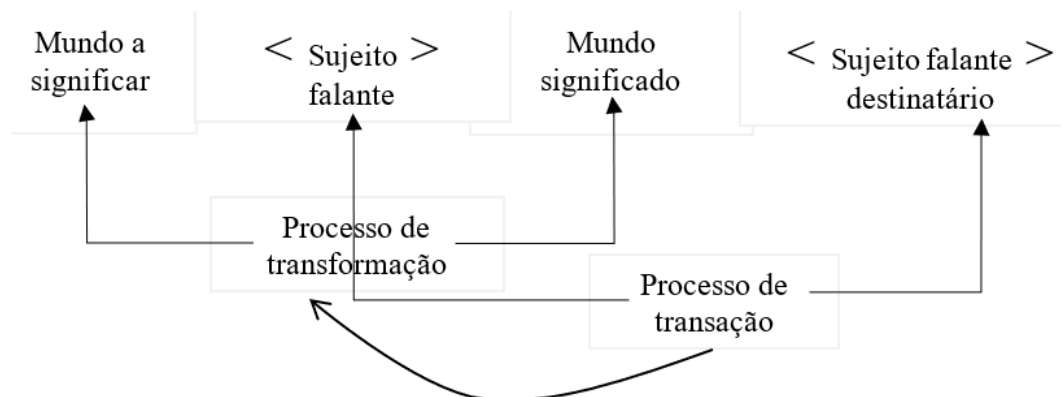 Mundo a
significar
< Sujeito >
falante
Mundo
significado
< Sujeito falante >
destinatário
Processo de
transformação
Processo de
transação